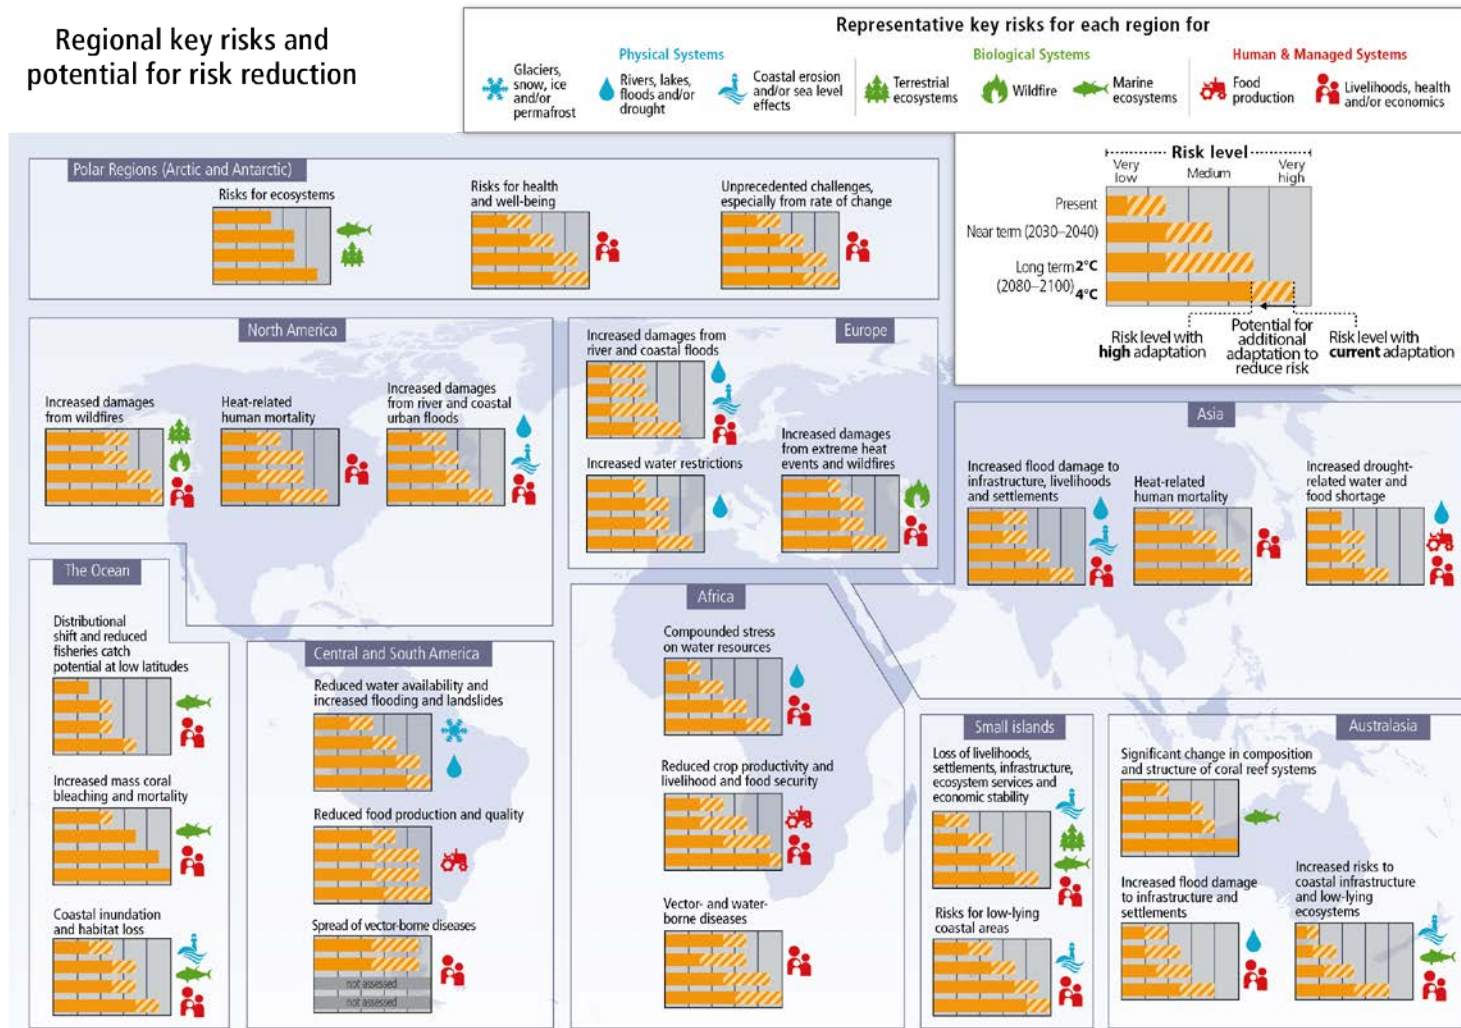 Regional key risks and
potential for risk reduction
Representative key risks for each region for
Physical Systems
Biological Systems
Human & Managed Systems
Glaciers,
snow, ice
and/or
permafrost
Rivers, lakes,
floods and/or
drought
Coastal erosion
and/or sea level
effects
Terrestrial
ecosystems
Wildfire
Marine
ecosystems
Food
production
Livelihoods, health
and/or economics
Risk level
Very
low
Medium
Very
high
Present
Near term (2030–2040)
Long term 2°C
(2080–2100) 4°C
Risk level with
high adaptation
Potential for
additional
adaptation to
reduce risk
Risk level with
current adaptation
Polar Regions (Arctic and Antarctic)
Risks for ecosystems
Risks for health
and well-being
Unprecedented challenges,
especially from rate of change
North America
Increased damages
from wildfires
Heat-related
human mortality
Increased damages
from river and coastal
urban floods
Europe
Increased damages from
river and coastal floods
Increased water restrictions
Increased damages
from extreme heat
events and wildfires
Asia
Increased flood damage to
infrastructure, livelihoods
and settlements
Heat-related
human mortality
Increased drought-
related water and
food shortage
The Ocean
Distributional
shift and reduced
fisheries catch
potential at low latitudes
Increased mass coral
bleaching and mortality
Coastal inundation
and habitat loss
Central and South America
Reduced water availability and
increased flooding and landslides
Reduced food production and quality
Spread of vector-borne diseases
not assessed
not assessed
Africa
Compounded stress
on water resources
Reduced crop productivity and
livelihood and food security
Vector- and water-
borne diseases
Small islands
Loss of livelihoods,
settlements, infrastructure,
ecosystem services and
economic stability
Risks for low-lying
coastal areas
Australasia
Significant change in composition
and structure of coral reef systems
Increased flood damage
to infrastructure and
settlements
Increased risks to
coastal infrastructure
and low-lying
ecosystems